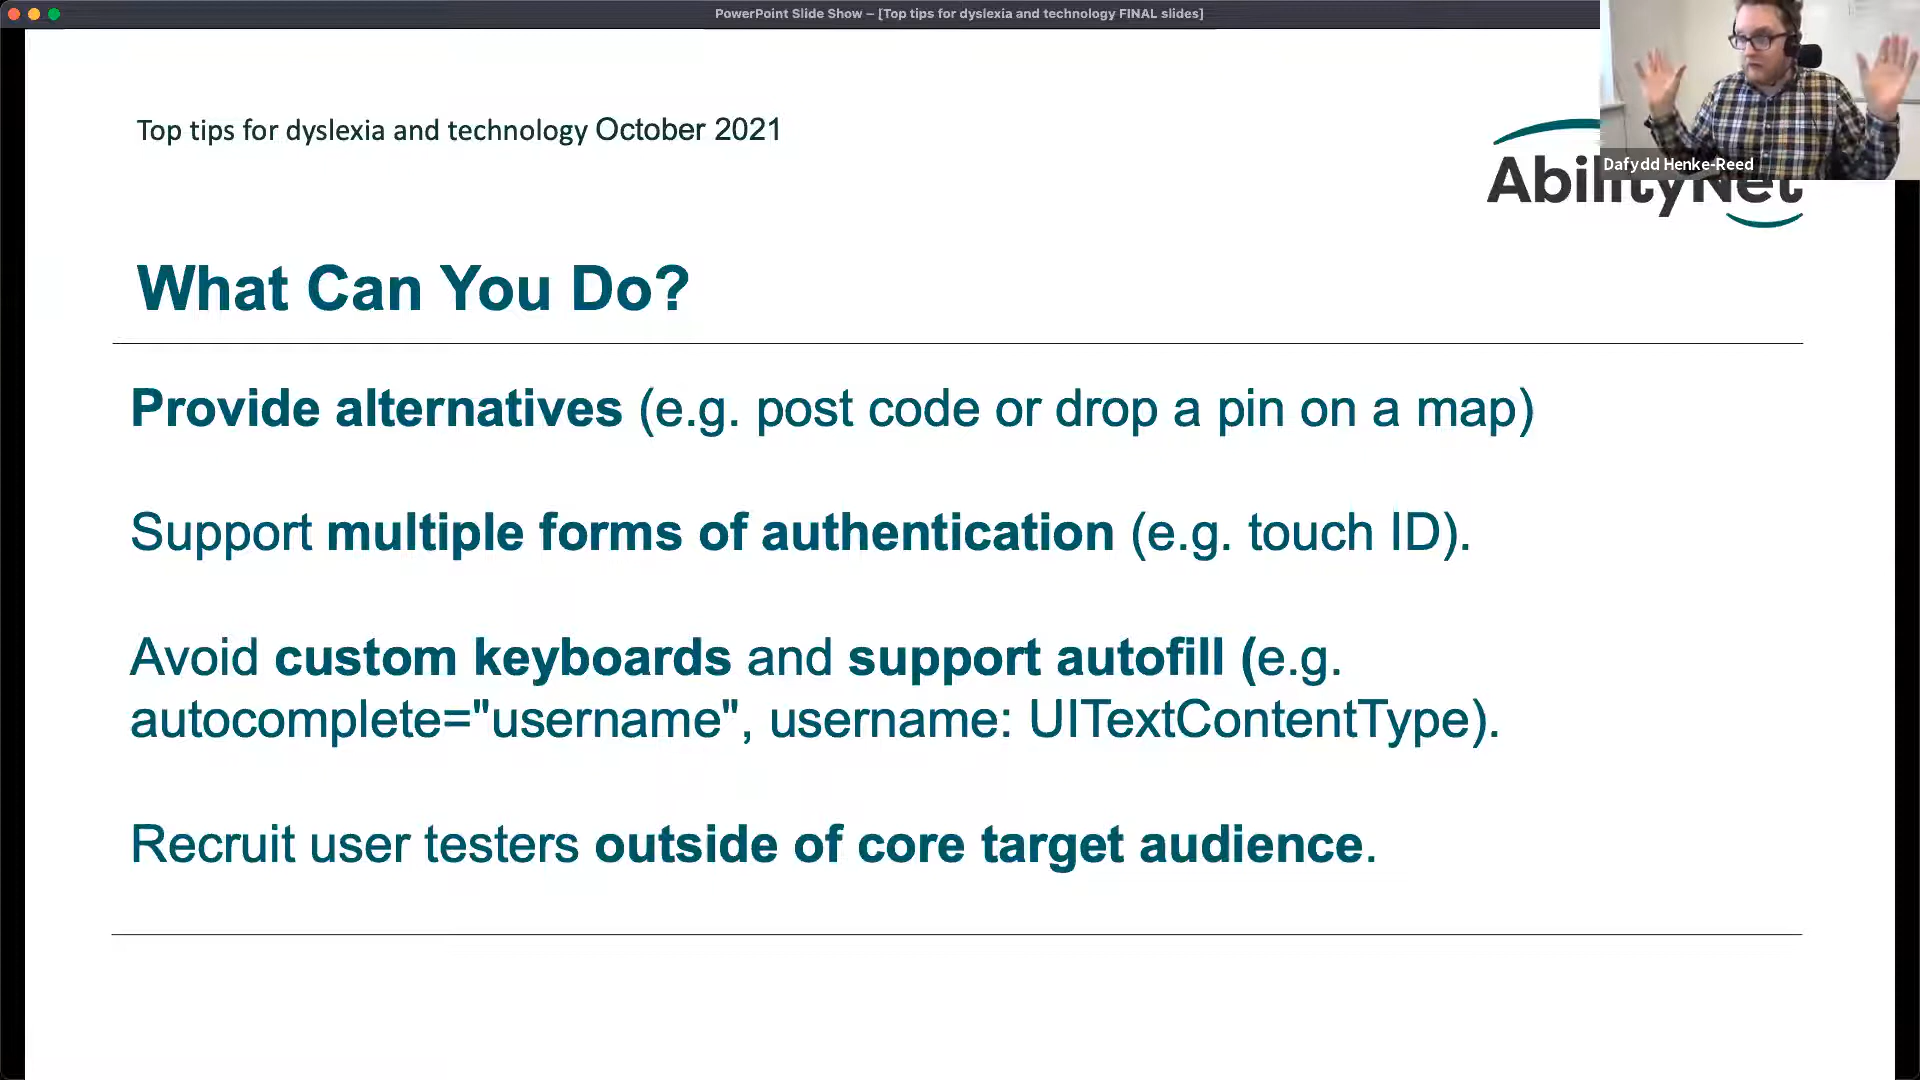 PowerPoint Slide Show – [Top tips for dyslexia and technology FINAL slides]
Top tips for dyslexia and technology October 2021
Dafydd Henke-Reed
AbilityNet
What Can You Do?
Provide alternatives (e.g. post code or drop a pin on a map)
Support multiple forms of authentication (e.g. touch ID).
Avoid custom keyboards and support autofill (e.g.
autocomplete="username", username: UITextContentType).
Recruit user testers outside of core target audience.